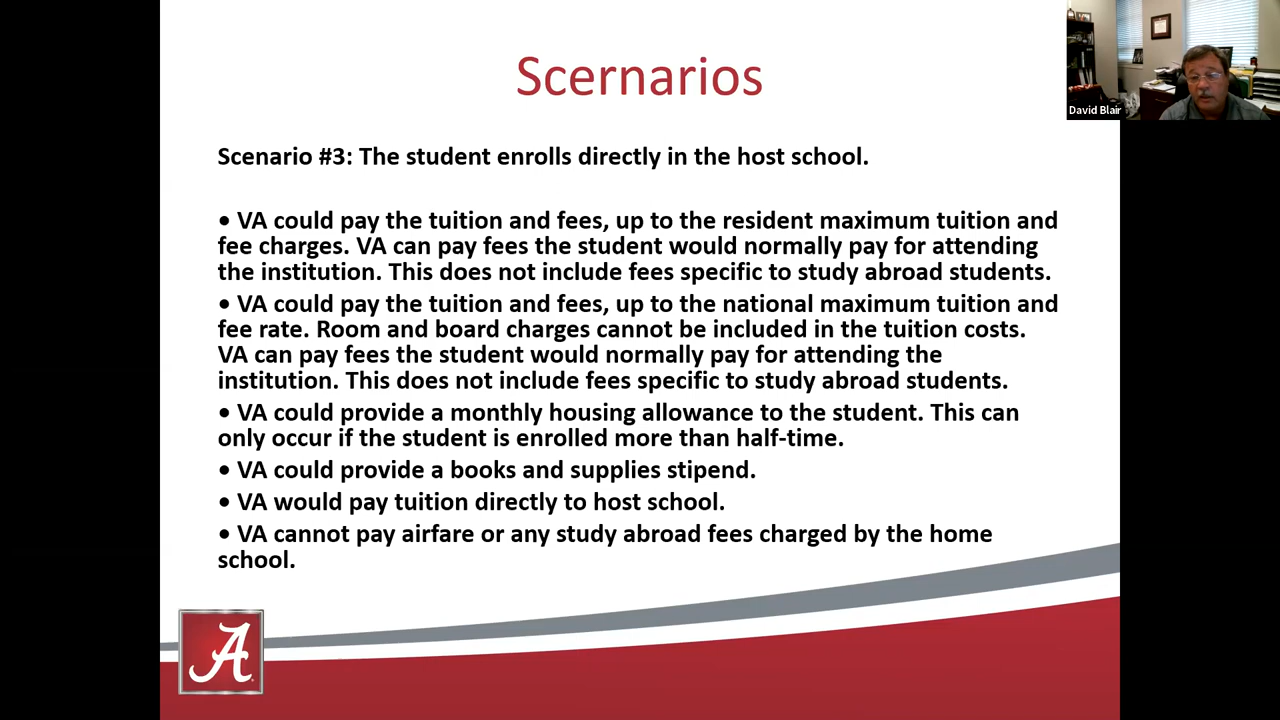 Scernarios
David Blair
Scenario #3: The student enrolls directly in the host school.
• VA could pay the tuition and fees, up to the resident maximum tuition and
fee charges. VA can pay fees the student would normally pay for attending
the institution. This does not include fees specific to study abroad students.
• VA could pay the tuition and fees, up to the national maximum tuition and
fee rate. Room and board charges cannot be included in the tuition costs.
VA can pay fees the student would normally pay for attending the
institution. This does not include fees specific to study abroad students.
• VA could provide a monthly housing allowance to the student. This can
only occur if the student is enrolled more than half-time.
• VA could provide a books and supplies stipend.
• VA would pay tuition directly to host school.
• VA cannot pay airfare or any study abroad fees charged by the home
school.
A